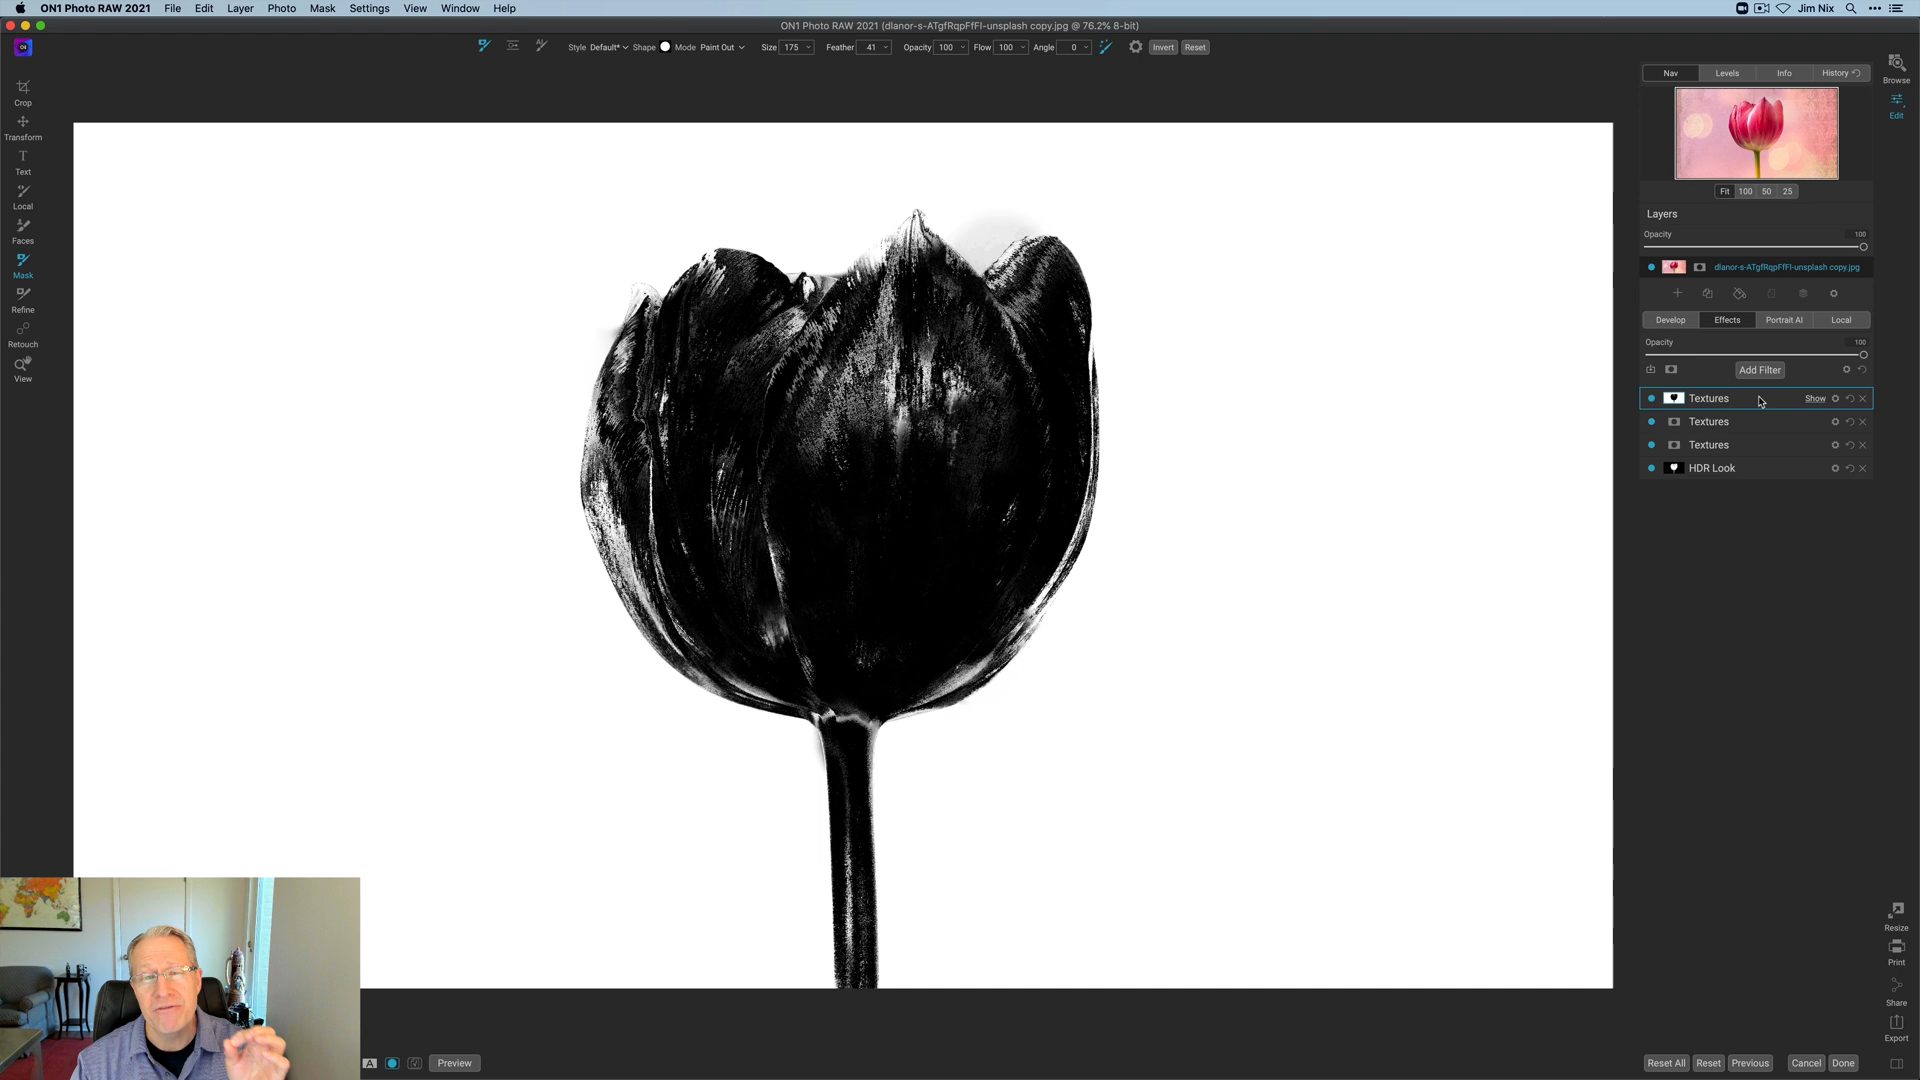 ON1 Photo RAW 2021 File Edit Layer Photo Mask Settings View Window Help Jim Nix
ON1 Photo RAW 2021 (dlanor-s-ATgfRqpFfFI-unsplash copy.jpg @ 76.2% 8-bit)
Style Default* Shape Mode Paint Out Size 175 Feather 41 Opacity 100 Flow 100 Angle 0 Invert Reset
Crop
Transform
Text
Local
Faces
Mask
Refine
Retouch
View
Nav Levels Info History
Browse
Edit
Fit 100 50 25
Layers
Opacity 100
dlanor-s-ATgfRqpFfFI-unsplash copy.jpg
Develop Effects Portrait AI Local
Opacity 100
Add Filter
Textures Show
Textures
Textures
HDR Look
Resize
Print
Share
Export
A Preview
Reset All Reset Previous Cancel Done